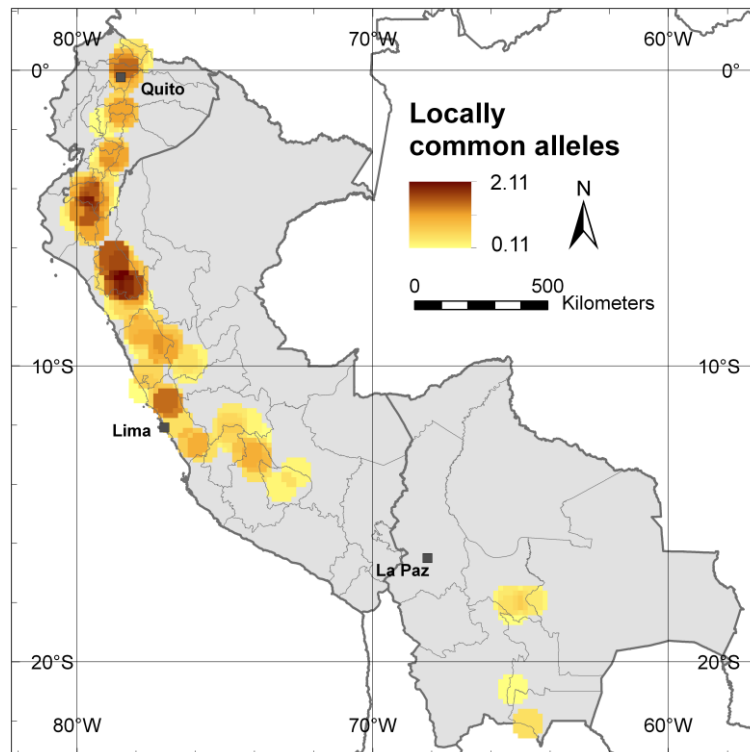 80°W 70°W 60°W
0° 0°
Quito
Locally
common alleles
2.11
0.11
N
0 500
Kilometers
10°S 10°S
Lima
La Paz
20°S 20°S
80°W 70°W 60°W